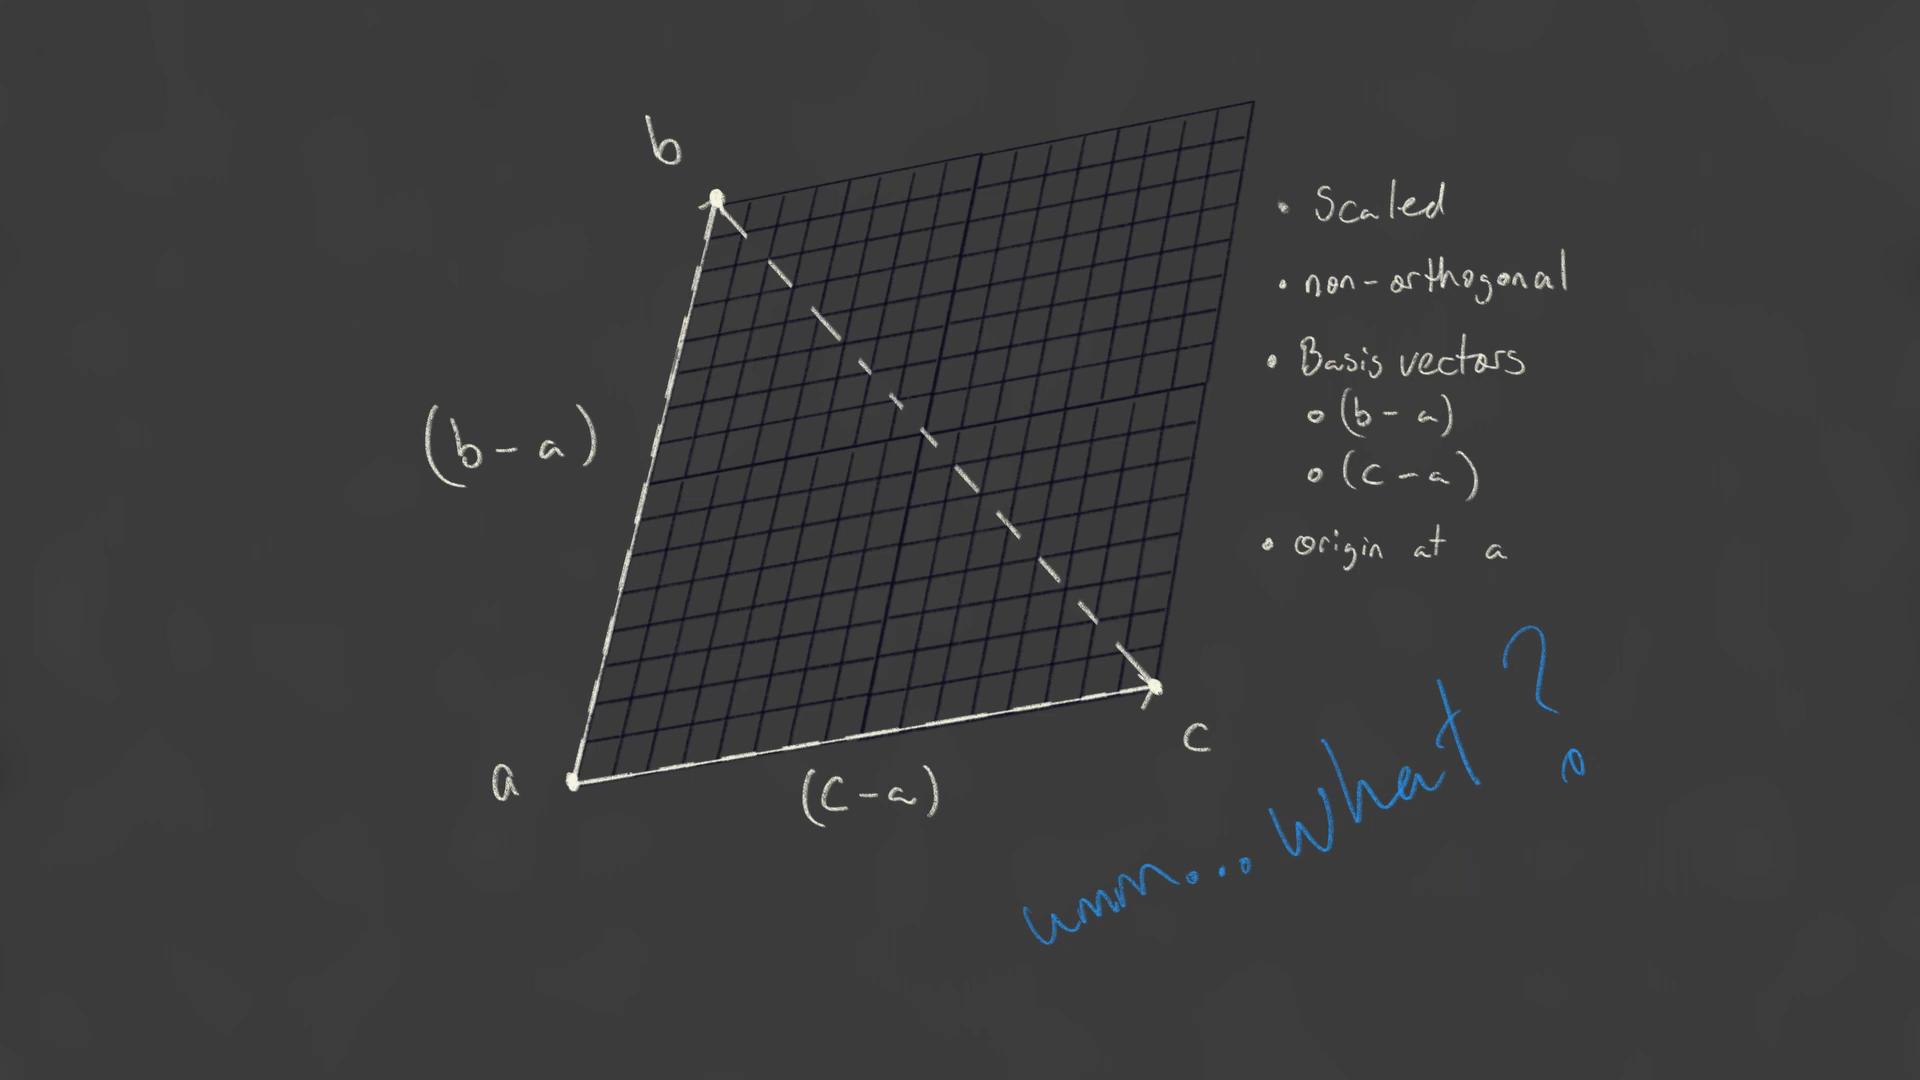 b
(b-a)
a
(c-a)
c
• Scaled
• non-orthogonal
• Basis vectors
o (b-a)
o (c-a)
• origin at a
umm...what?